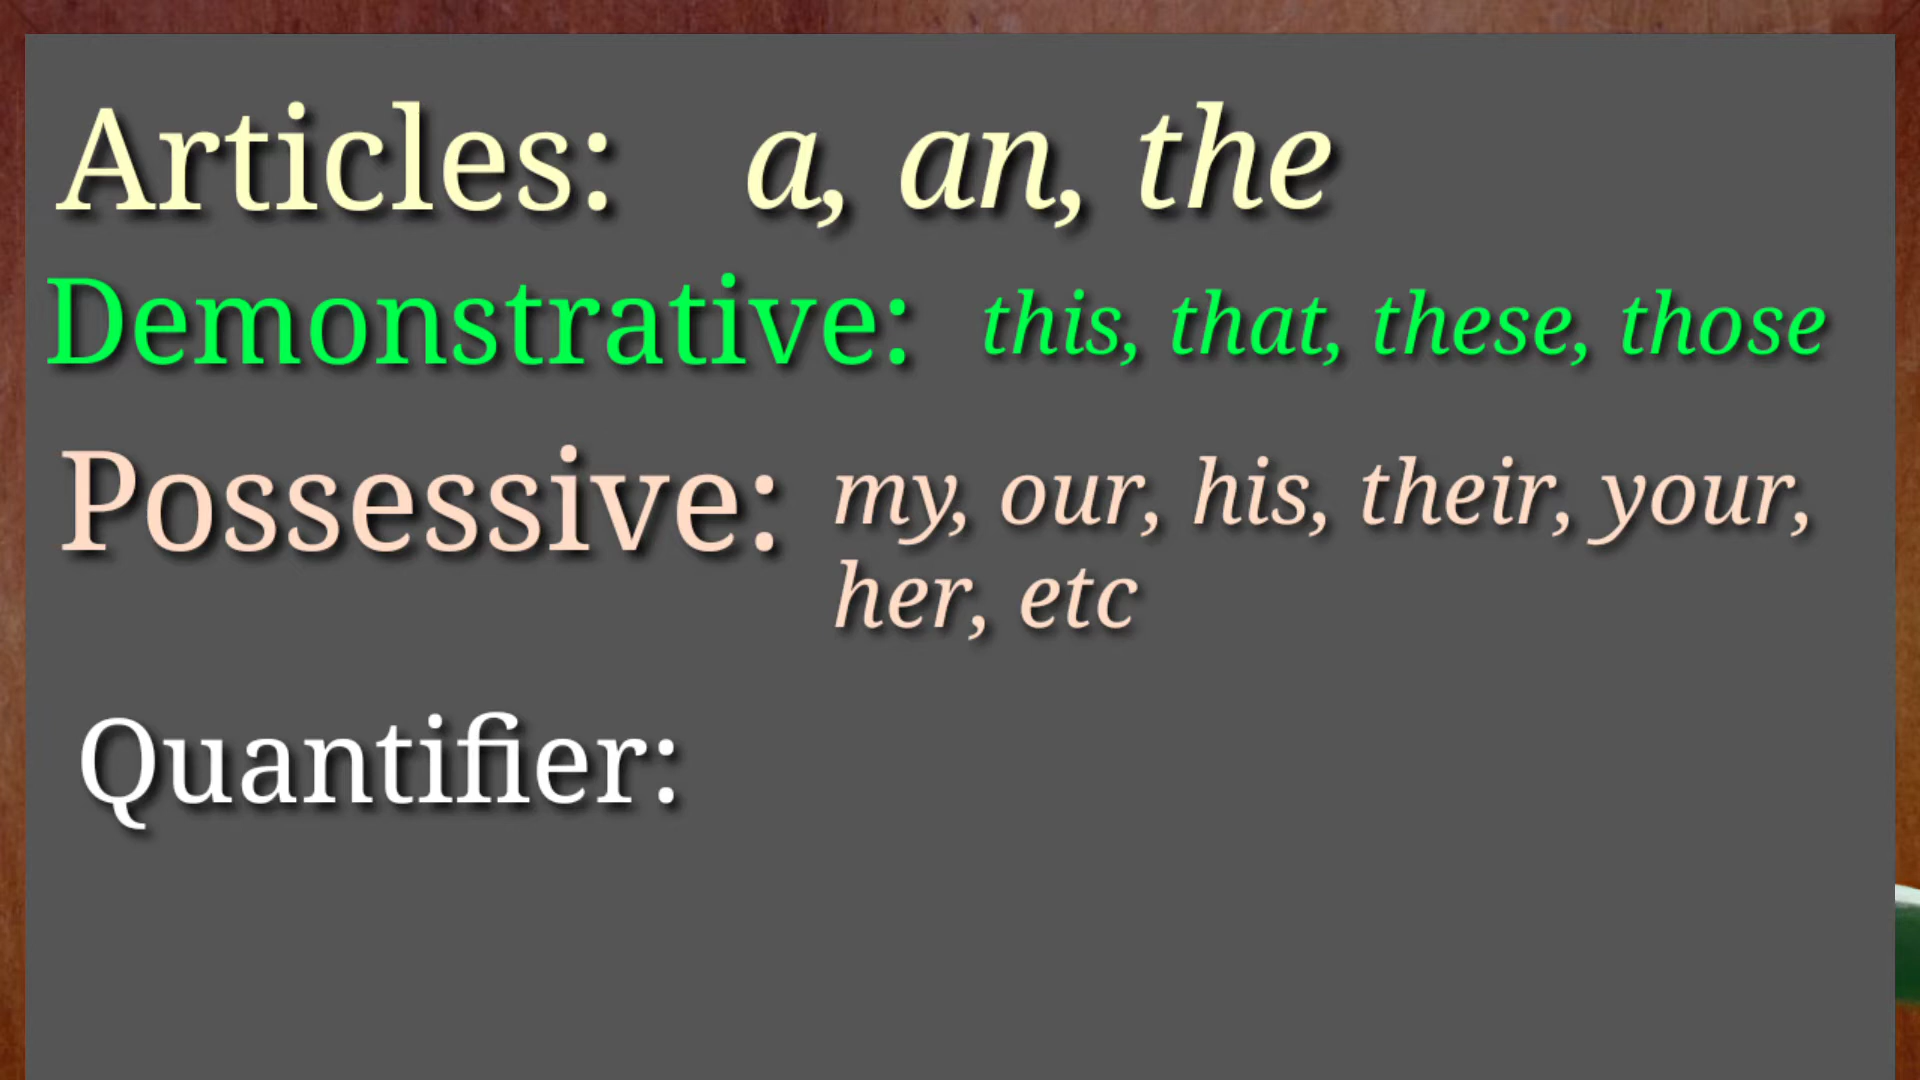 Articles: a, an, the
Demonstrative: this, that, these, those
Possessive: my, our, his, their, your,
her, etc
Quantifier: